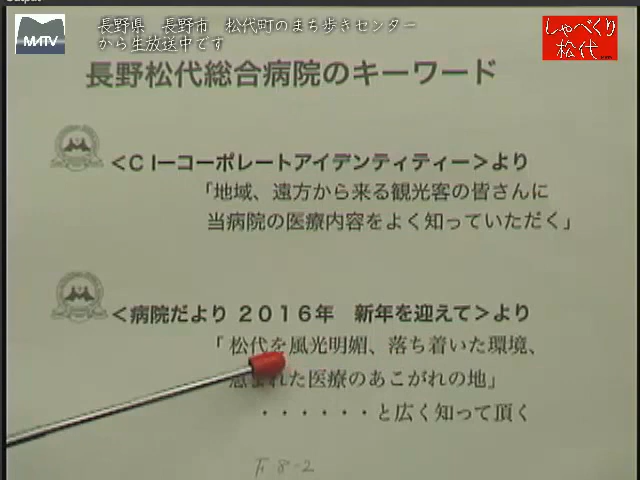 長野県 長野市 松代町のまち歩きセンター
から生放送中です
MATV
しゃべくり
松代
長野松代総合病院のキーワード
<CI－コーポレートアイデンティティー>より
「地域、遠方から来る観光客の皆さんに
当病院の医療内容をよく知っていただく」
<病院だより 2016年 新年を迎えて>より
「松代を風光明媚、落ち着いた環境、
恵まれた医療のあこがれの地」
・・・・・・と広く知って頂く
8-2